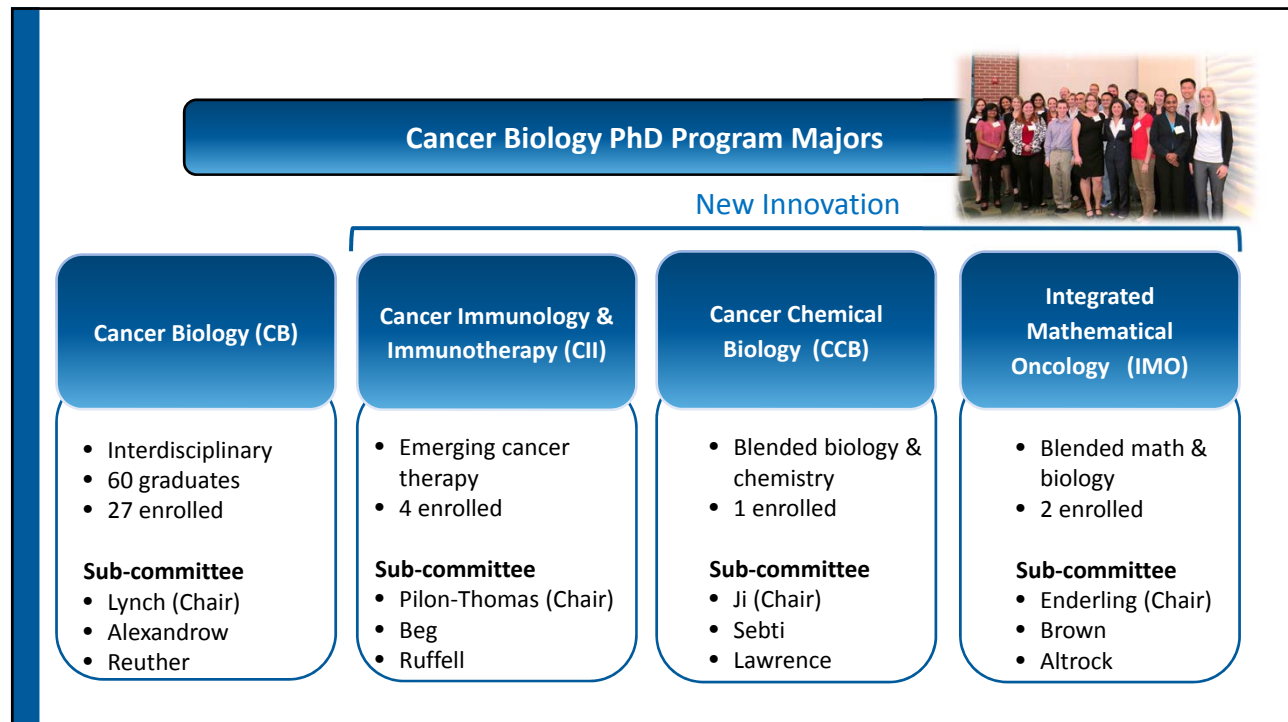 Cancer Biology PhD Program Majors
New Innovation
Cancer Biology (CB)
• Interdisciplinary
• 60 graduates
• 27 enrolled
Sub-committee
• Lynch (Chair)
• Alexandrow
• Reuther
Cancer Immunology &
Immunotherapy (CII)
• Emerging cancer
therapy
• 4 enrolled
Sub-committee
• Pilon-Thomas (Chair)
• Beg
• Ruffell
Cancer Chemical
Biology (CCB)
• Blended biology &
chemistry
• 1 enrolled
Sub-committee
• Ji (Chair)
• Sebti
• Lawrence
Integrated
Mathematical
Oncology (IMO)
• Blended math &
biology
• 2 enrolled
Sub-committee
• Enderling (Chair)
• Brown
• Altrock